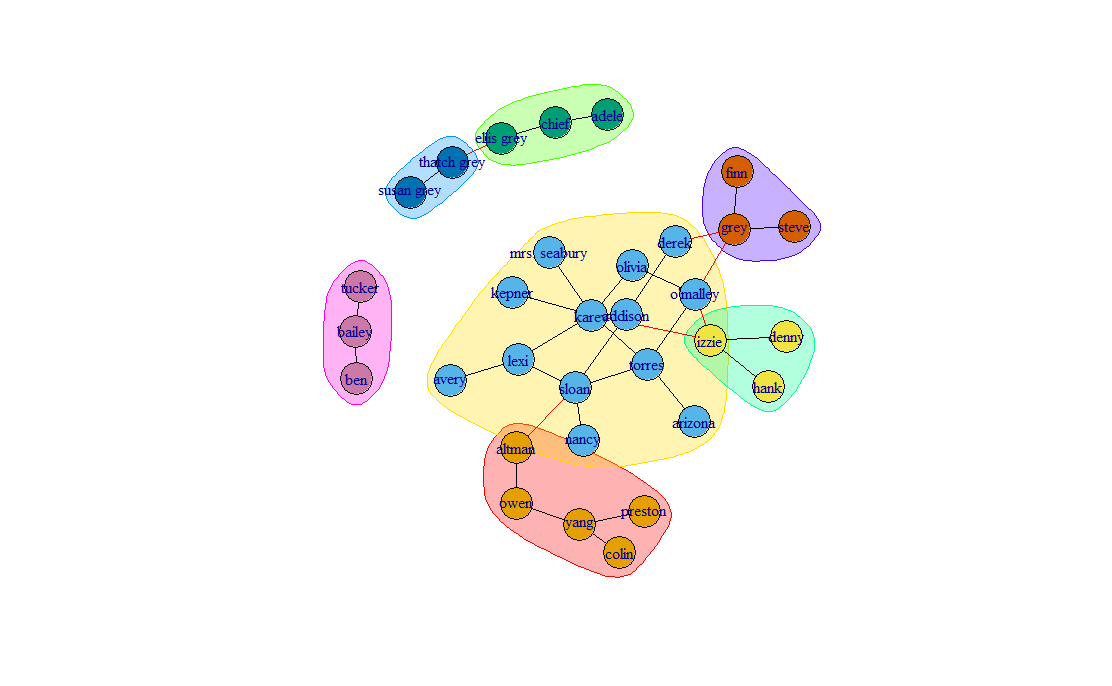 adele
chief
ellis grey
thatch grey
susan grey
finn
grey
steve
derek
mrs. seabury
olivia
tucker
kepner
o malley
karev
addison
bailey
izzie
denny
lexi
torres
ben
avery
sloan
hank
arizona
nancy
altman
owen
preston
yang
colin